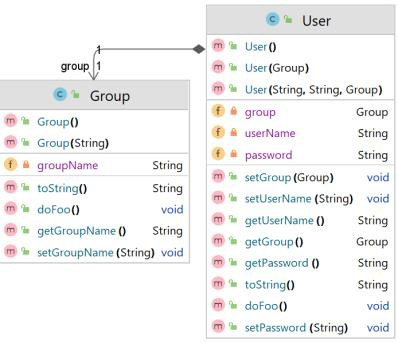 User
User()
User(Group)
User(String, String, Group)
group Group
userName String
password String
setGroup(Group) void
setUserName (String) void
getUserName () String
getGroup() Group
getPassword () String
toString() String
doFoo() void
setPassword (String) void
1
group 1
Group
Group()
Group(String)
groupName String
toString() String
doFoo() void
getGroupName () String
setGroupName (String) void